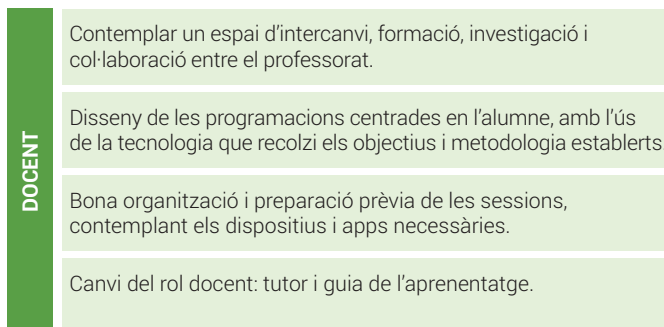 DOCENT
Contemplar un espai d’intercanvi, formació, investigació i
col·laboració entre el professorat.
Disseny de les programacions centrades en l’alumne, amb l’ús
de la tecnologia que recolzi els objectius i metodologia establerts
Bona organització i preparació prèvia de les sessions,
contemplant els dispositius i apps necessàries.
Canvi del rol docent: tutor i guia de l’aprenentatge.